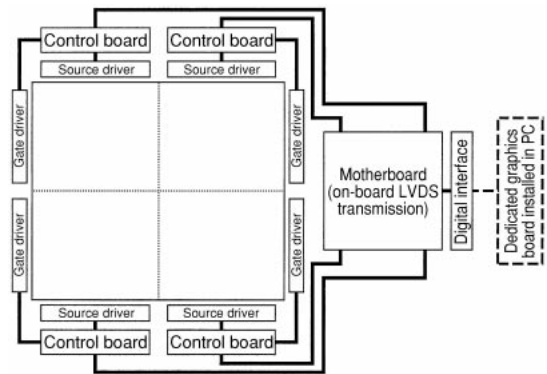 Control board
Control board
Source driver
Source driver
Gate driver
Gate driver
Motherboard
(on-board LVDS
transmission)
Digital interface
Dedicated graphics
board installed in PC
Gate driver
Gate driver
Source driver
Source driver
Control board
Control board